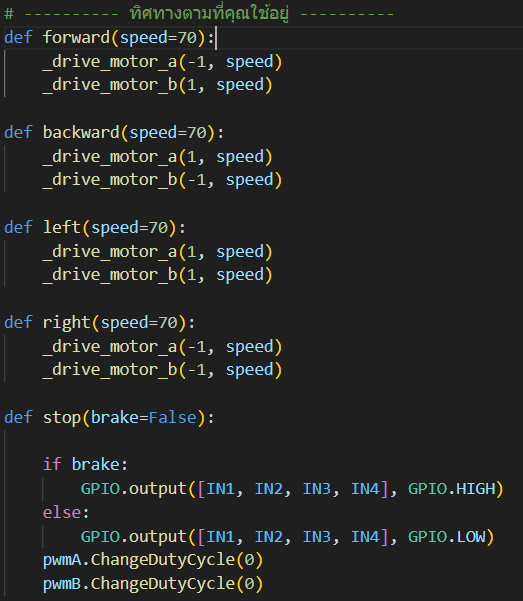 # ---------- ทิศทางตามที่คุณใช้อยู่ ----------
def forward(speed=70):
    _drive_motor_a(-1, speed)
    _drive_motor_b(1, speed)
def backward(speed=70):
    _drive_motor_a(1, speed)
    _drive_motor_b(-1, speed)
def left(speed=70):
    _drive_motor_a(1, speed)
    _drive_motor_b(1, speed)
def right(speed=70):
    _drive_motor_a(-1, speed)
    _drive_motor_b(-1, speed)
def stop(brake=False):
    if brake:
        GPIO.output([IN1, IN2, IN3, IN4], GPIO.HIGH)
    else:
        GPIO.output([IN1, IN2, IN3, IN4], GPIO.LOW)
    pwmA.ChangeDutyCycle(0)
    pwmB.ChangeDutyCycle(0)